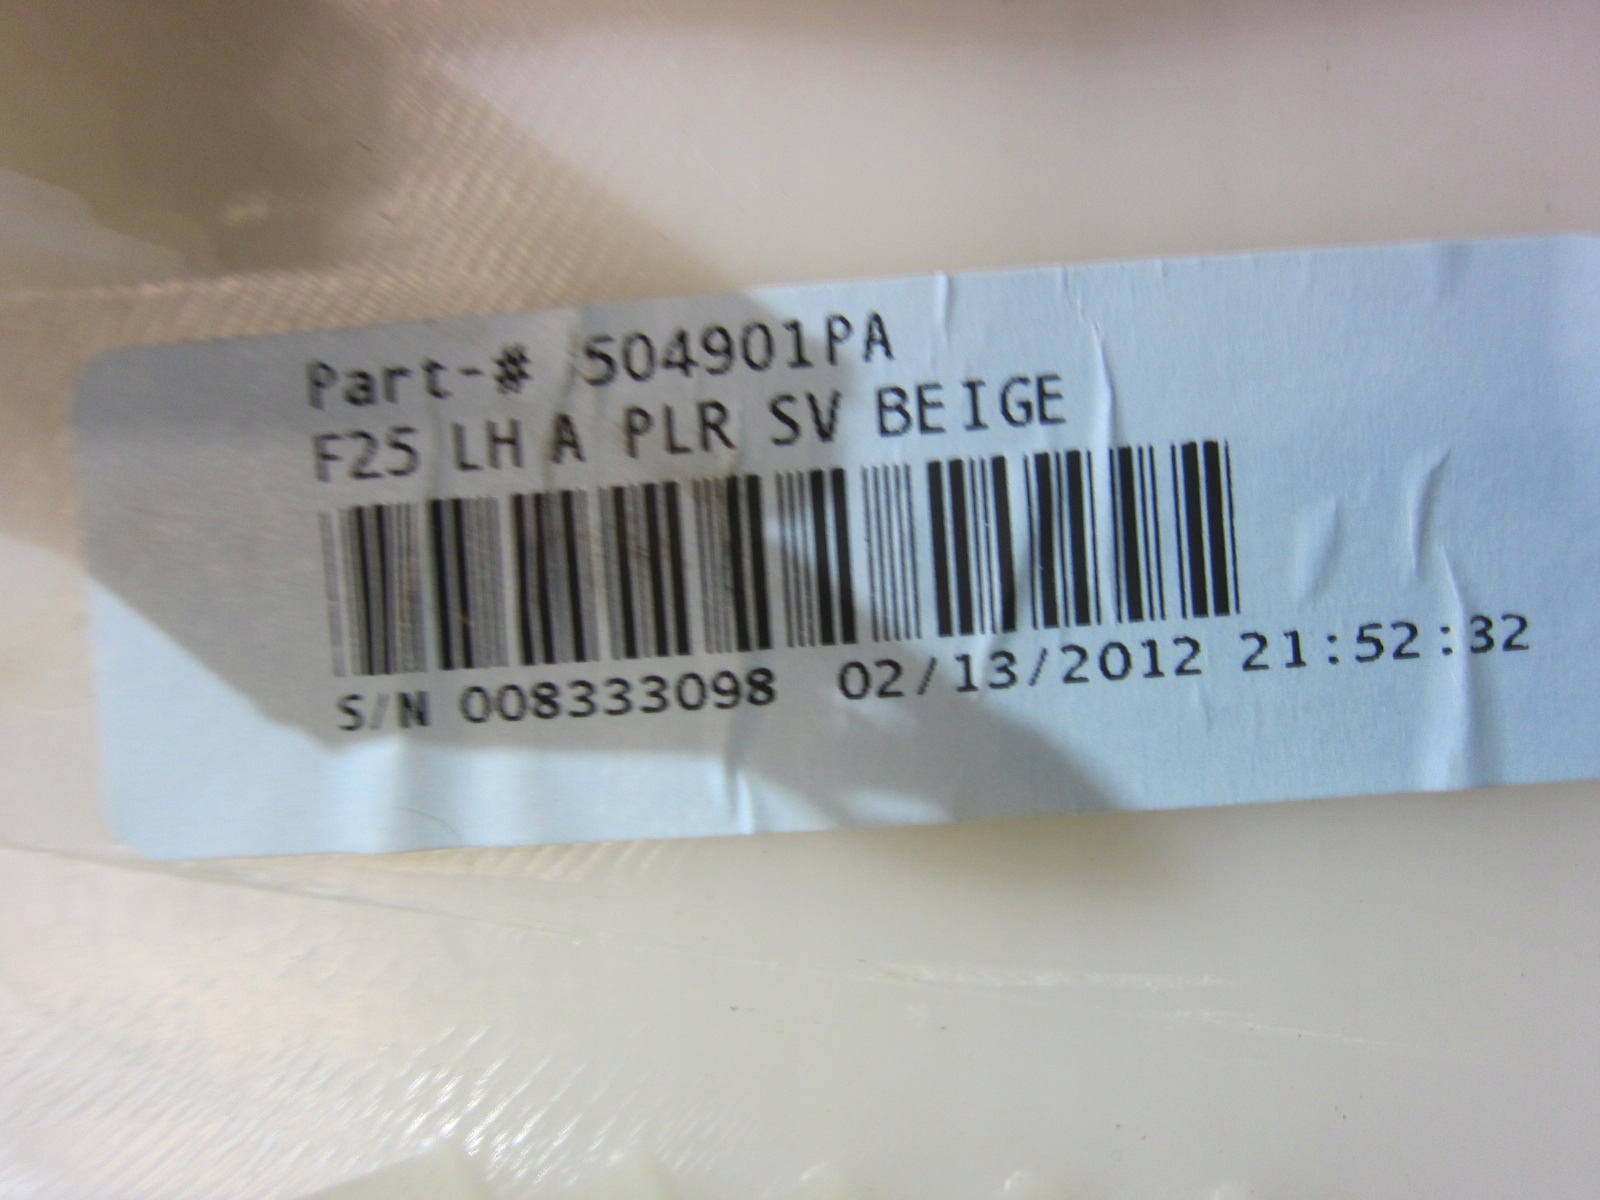 Part-# 504901PA
F25 LH A PLR SV BEIGE
S/N 008333098 02/13/2012 21:52:32